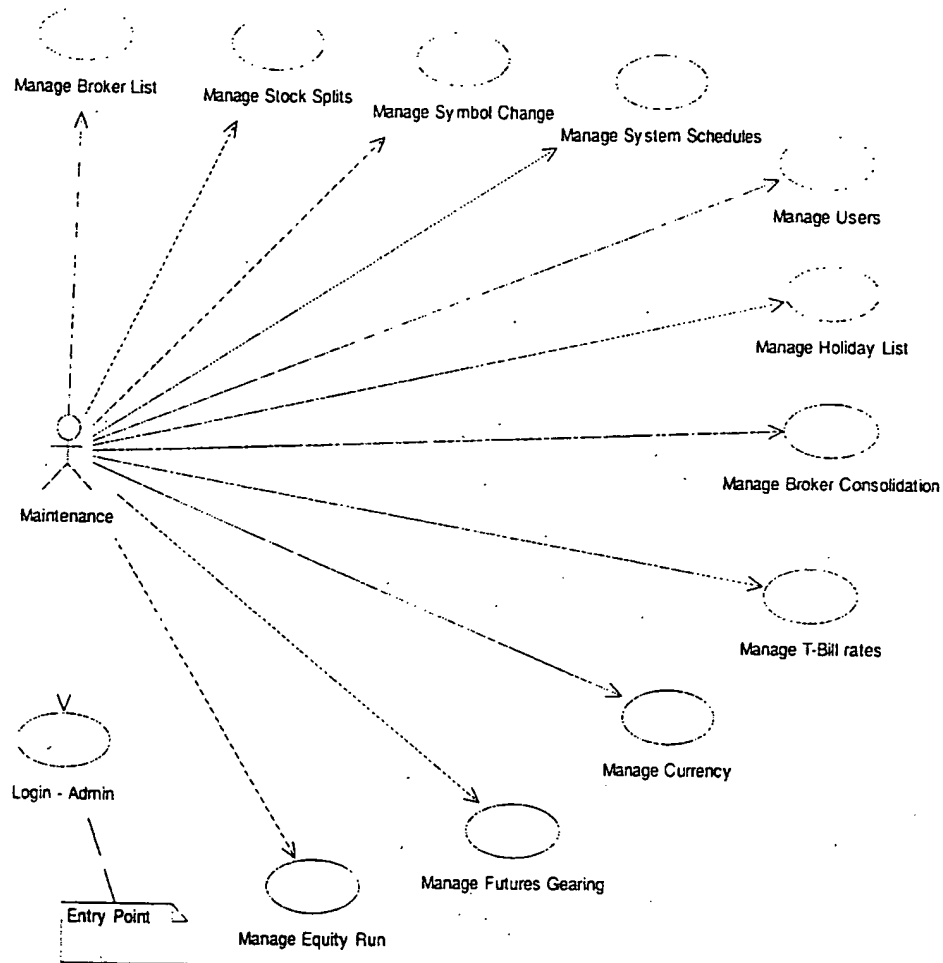 Manage Broker List
Manage Stock Splits
Manage Symbol Change
Manage System Schedules
Manage Users
Manage Holiday List
Manage Broker Consolidation
Maintenance
Manage T-Bill rates
Manage Currency
Login - Admin
Manage Futures Gearing
Entry Point
Manage Equity Run